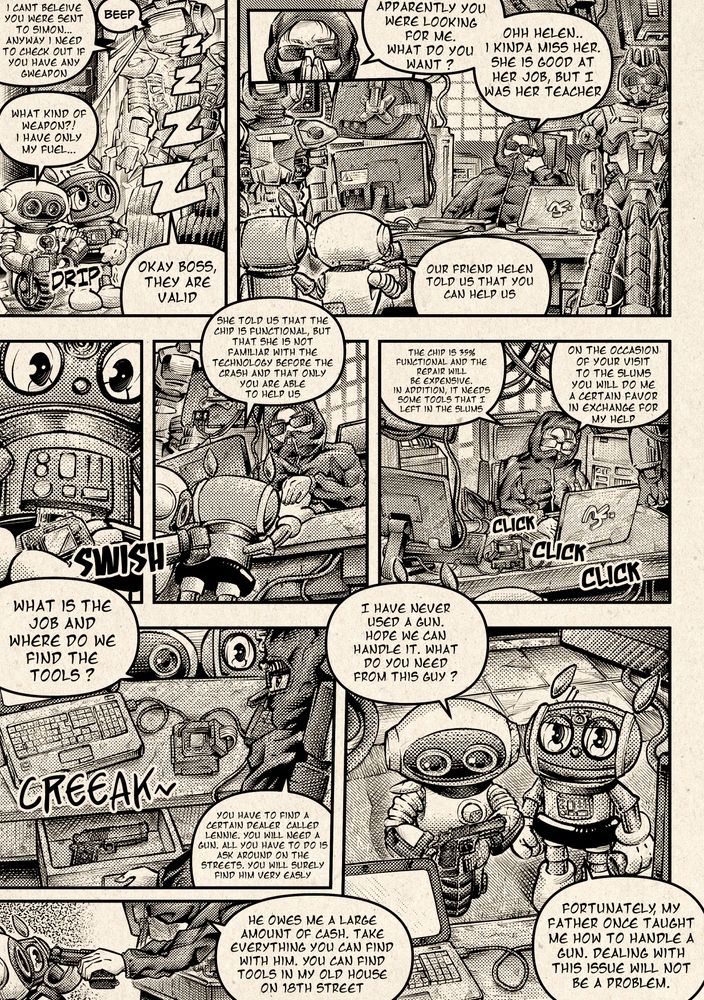 I CANT BELEIVE
YOU WERE SENT
TO SIMON...
ANYWAY I NEED
TO CHECK OUT IF
YOU HAVE ANY
GWEAPON
BEEP
ZZZZZ
WHAT KIND OF
WEAPON?!
I HAVE ONLY
MY FUEL...
DRIP
OKAY BOSS,
THEY ARE
VALID
APPARENTLY YOU
WERE LOOKING
FOR ME.
WHAT DO YOU
WANT ?
OHH HELEN..
I KINDA MISS HER.
SHE IS GOOD AT
HER JOB, BUT I
WAS HER TEACHER
OUR FRIEND HELEN
TOLD US THAT YOU
CAN HELP US
SWISH
SHE TOLD US THAT THE
CHIP IS FUNCTIONAL, BUT
THAT SHE IS NOT
FAMILIAR WITH THE
TECHNOLOGY BEFORE THE
CRASH AND THAT ONLY
YOU ARE ABLE
TO HELP US
THE CHIP IS 35%
FUNCTIONAL AND THE
REPAIR WILL
BE EXPENSIVE.
IN ADDITION, IT NEEDS
SOME TOOLS THAT I
LEFT IN THE SLUMS
ON THE OCCASION
OF YOUR VISIT
TO THE SLUMS
YOU WILL DO ME
A CERTAIN FAVOR
IN EXCHANGE FOR
MY HELP
CLICK
CLICK
CLICK
WHAT IS THE
JOB AND
WHERE DO WE
FIND THE
TOOLS ?
CREEAK~
YOU HAVE TO FIND A
CERTAIN DEALER CALLED
LENNIE. YOU WILL NEED A
GUN. ALL YOU HAVE TO DO IS
ASK AROUND ON THE
STREETS. YOU WILL SURELY
FIND HIM VERY EASLY
I HAVE NEVER
USED A GUN.
HOPE WE CAN
HANDLE IT. WHAT
DO YOU NEED
FROM THIS GUY ?
HE OWES ME A LARGE
AMOUNT OF CASH. TAKE
EVERYTHING YOU CAN FIND
WITH HIM. YOU CAN FIND
TOOLS IN MY OLD HOUSE
ON 18TH STREET
FORTUNATELY, MY
FATHER ONCE TAUGHT
ME HOW TO HANDLE A
GUN. DEALING WITH
THIS ISSUE WILL NOT
BE A PROBLEM.